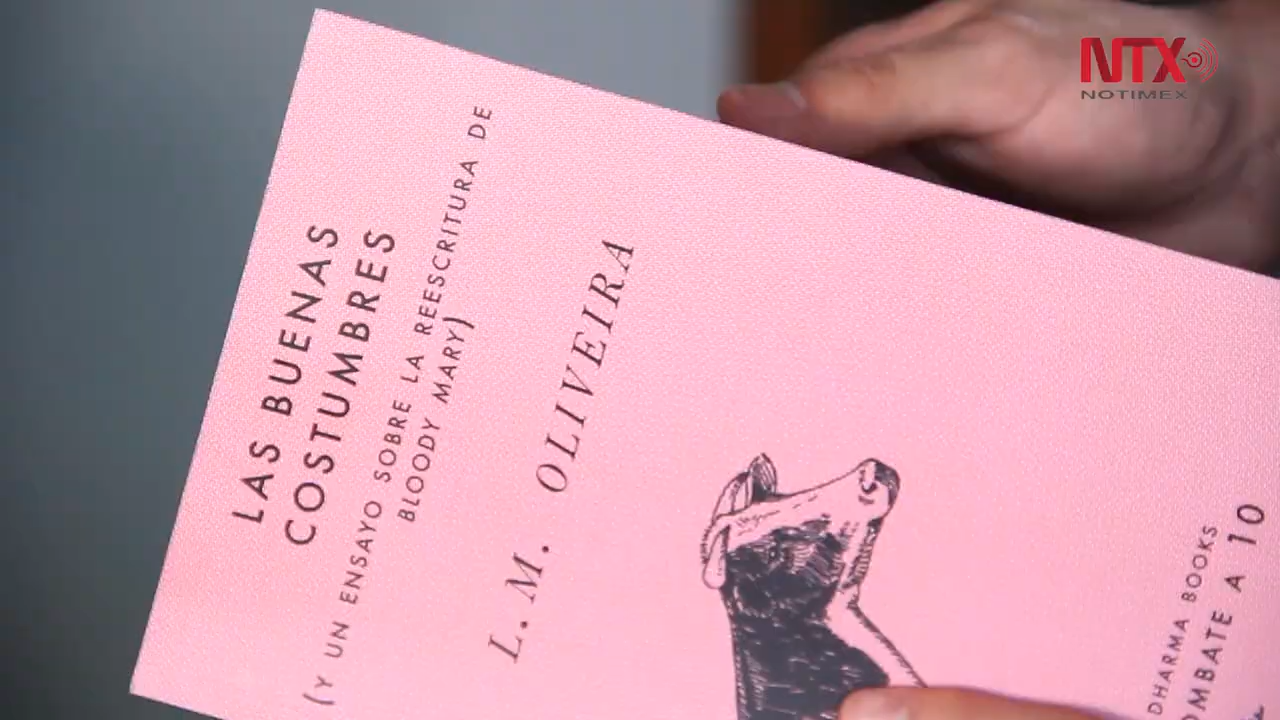 NTX
NOTIMEX
LAS BUENAS
COSTUMBRES
(Y UN ENSAYO SOBRE LA REESCRITURA DE
BLOODY MARY)
L. M. OLIVEIRA
DHARMA BOOKS
A 10